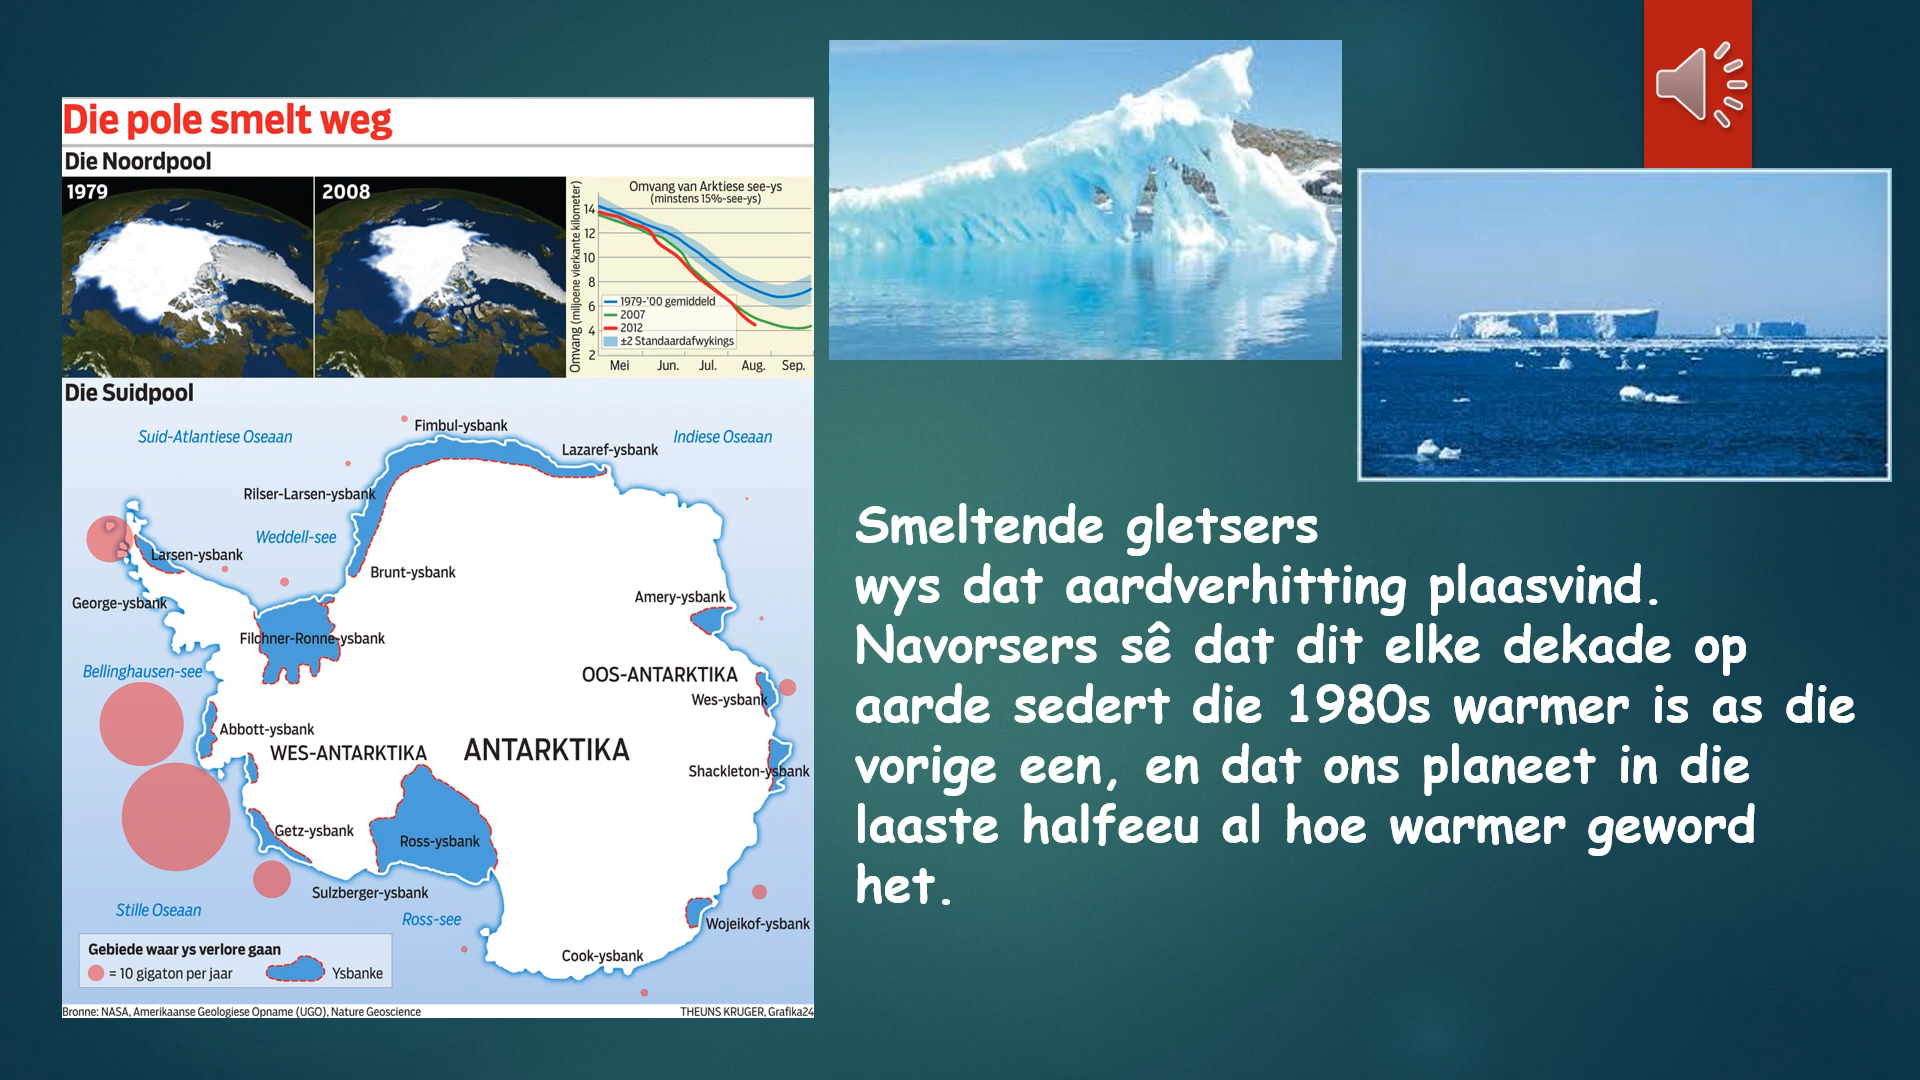 Die pole smelt weg
Die Noordpool
1979
2008
Omvang van Arktiese see-ys
(minstens 15%-see-ys)
Omvang (miljoene vierkante kilometer)
14
12
10
8
6
4
2
1979-'00 gemiddeld
2007
2012
±2 Standaardafwykings
Mei Jun. Jul. Aug. Sep.
Die Suidpool
Suid-Atlantiese Oseaan
Fimbul-ysbank
Indiese Oseaan
Lazaref-ysbank
Rilser-Larsen-ysbank
Weddell-see
Larsen-ysbank
Brunt-ysbank
George-ysbank
Amery-ysbank
Filchner-Ronne-ysbank
Bellinghausen-see
OOS-ANTARKTIKA
Wes-ysbank
Abbott-ysbank
WES-ANTARKTIKA
ANTARKTIKA
Shackleton-ysbank
Getz-ysbank
Ross-ysbank
Sulzberger-ysbank
Stille Oseaan
Ross-see
Wojeikof-ysbank
Cook-ysbank
Gebiede waar ys verlore gaan
= 10 gigaton per jaar
Ysbanke
Bronne: NASA, Amerikaanse Geologiese Opname (UGO), Nature Geoscience
THEUNS KRUGER, Grafika24
Smeltende gletsers
wys dat aardverhitting plaasvind.
Navorsers sê dat dit elke dekade op
aarde sedert die 1980s warmer is as die
vorige een, en dat ons planeet in die
laaste halfeeu al hoe warmer geword
het.